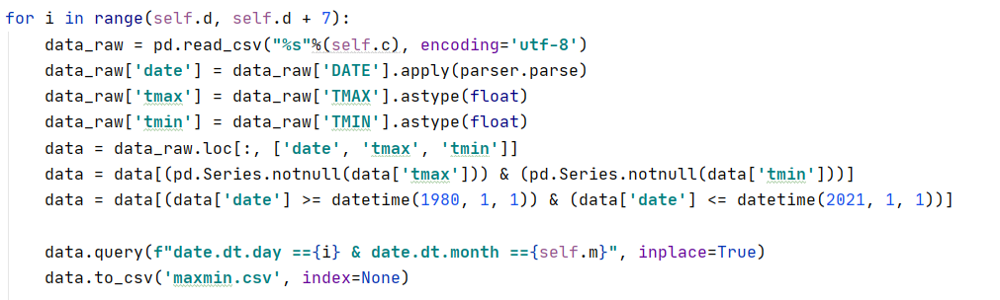 for i in range(self.d, self.d + 7):
    data_raw = pd.read_csv("%s"%(self.c), encoding='utf-8')
    data_raw['date'] = data_raw['DATE'].apply(parser.parse)
    data_raw['tmax'] = data_raw['TMAX'].astype(float)
    data_raw['tmin'] = data_raw['TMIN'].astype(float)
    data = data_raw.loc[:, ['date', 'tmax', 'tmin']]
    data = data[(pd.Series.notnull(data['tmax'])) & (pd.Series.notnull(data['tmin']))]
    data = data[(data['date'] >= datetime(1980, 1, 1)) & (data['date'] <= datetime(2021, 1, 1))]

    data.query(f"date.dt.day =={i} & date.dt.month =={self.m}", inplace=True)
    data.to_csv('maxmin.csv', index=None)